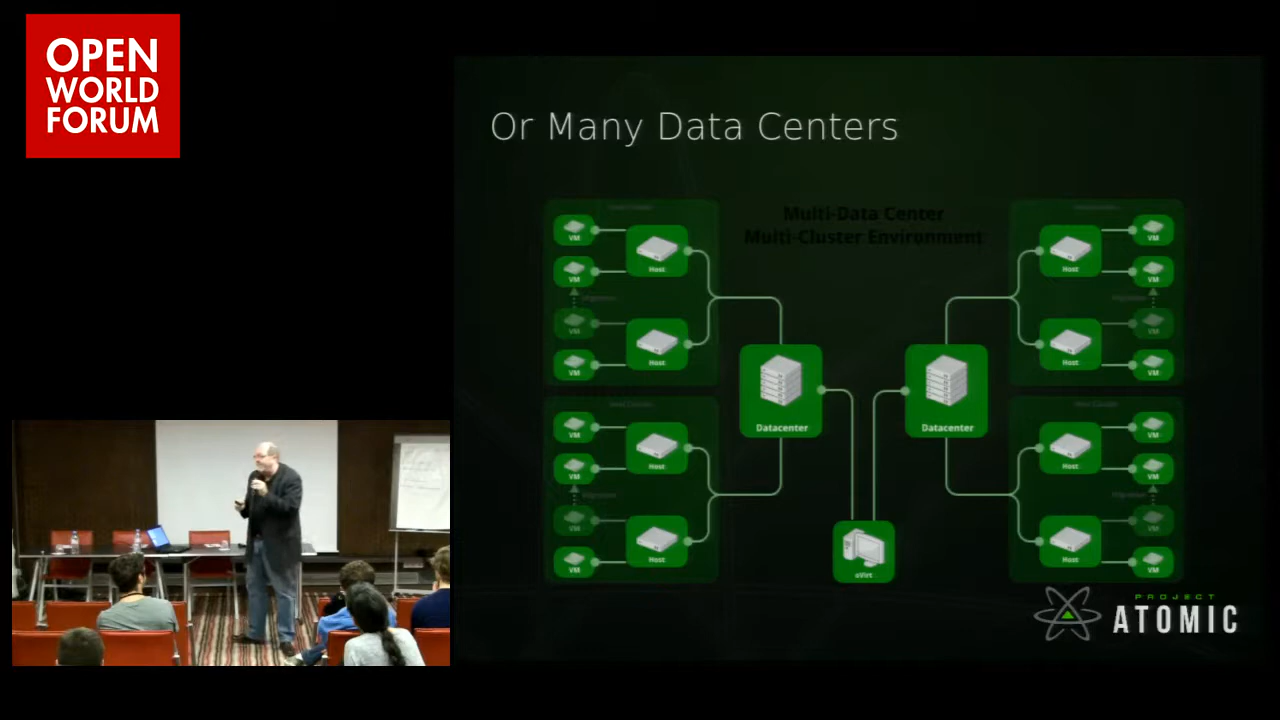 OPEN
WORLD
FORUM
Or Many Data Centers
Multi-Data Center
Multi-Cluster Environment
VM
Host
VM
VM
Host
VM
VM
Host
VM
VM
Host
VM
Datacenter
Datacenter
oVirt
Host
VM
VM
Host
VM
VM
Host
VM
VM
Host
VM
VM
PROJECT
ATOMIC